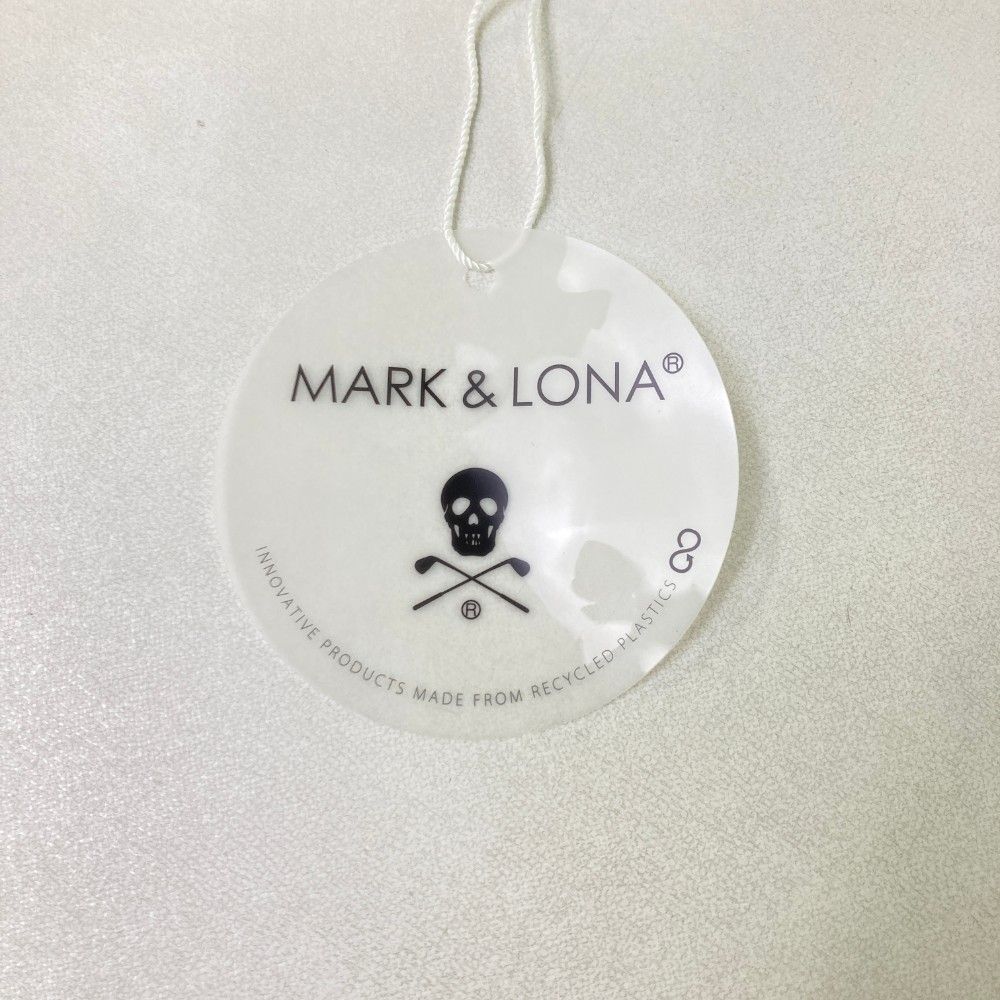 MARK & LONA®
®
INNOVATIVE PRODUCTS MADE FROM RECYCLED PLASTICS